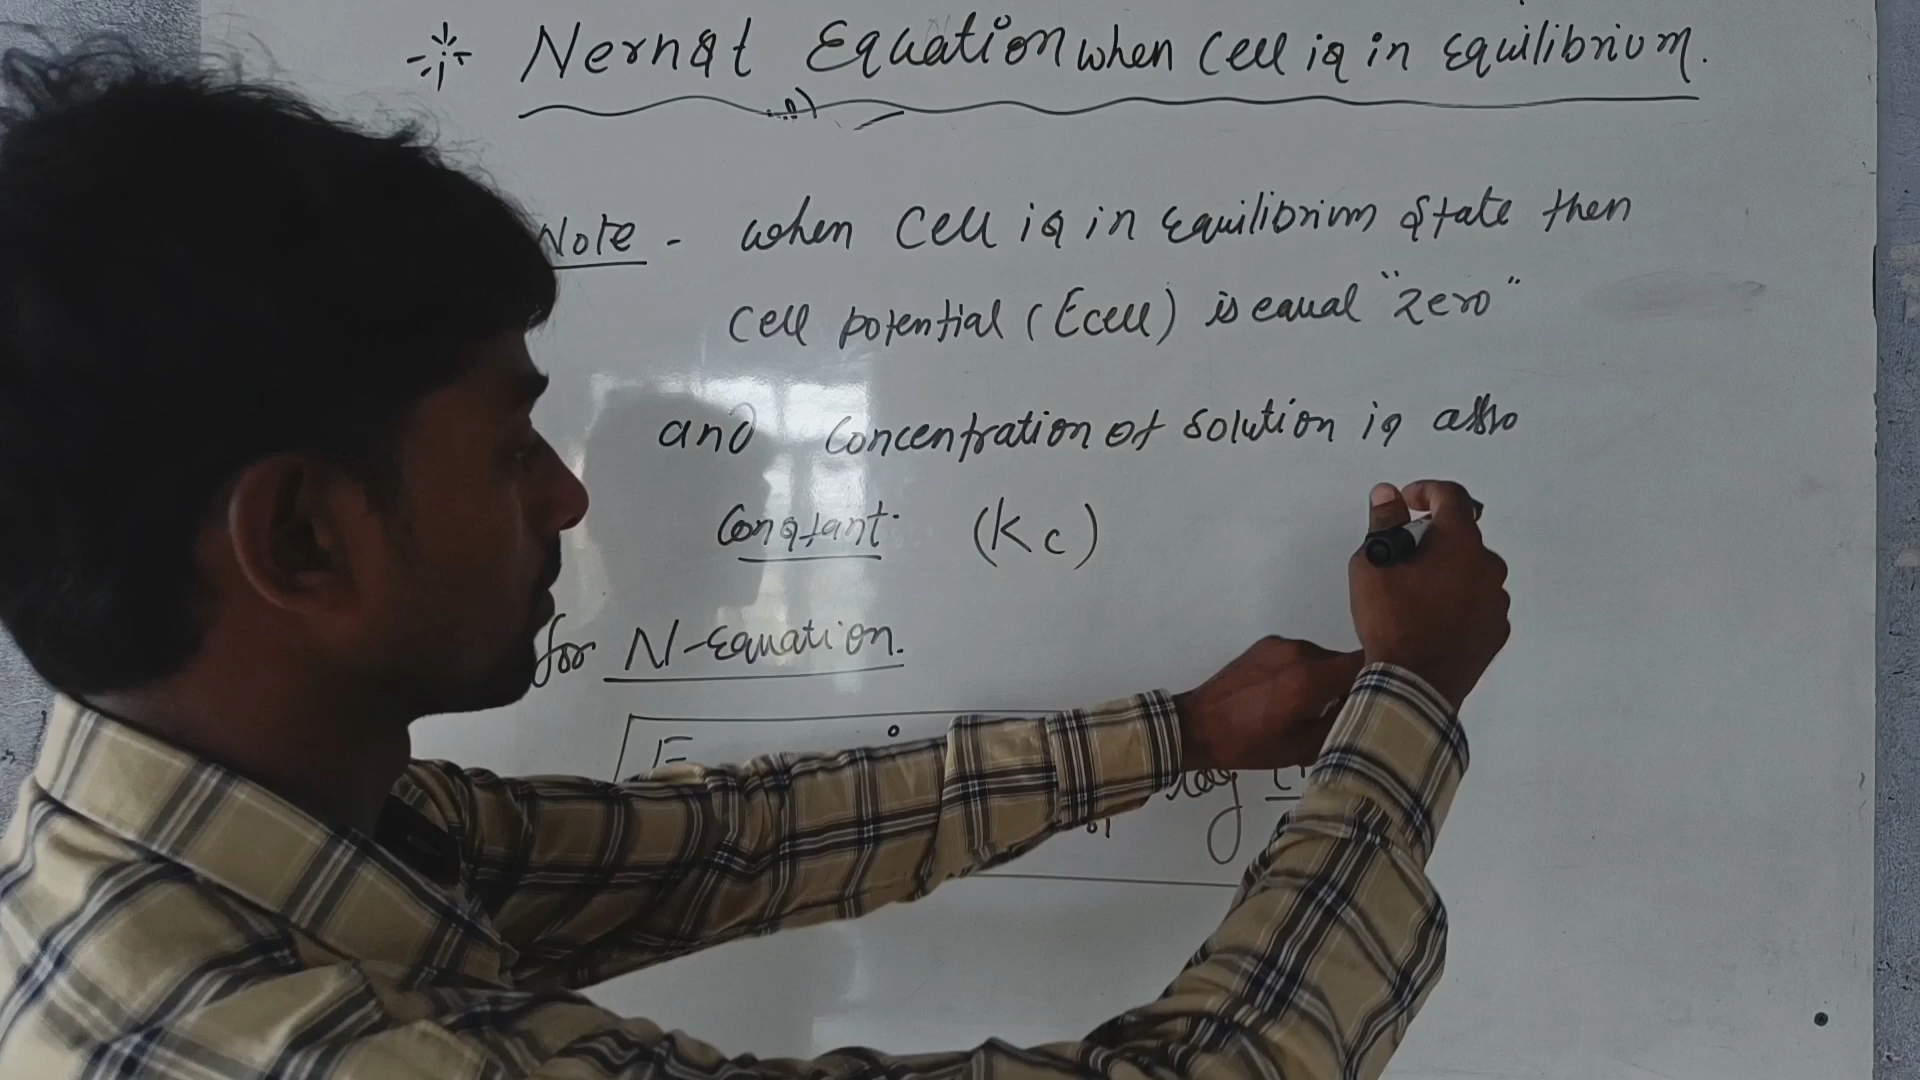 Nernst Equation when Cell is in Equilibrium.
Note - when Cell is in Equilibrium State then
Cell potential (Ecell) is equal "zero"
and Concentration of Solution is also
Constant. (Kc)
for N-Equation.
E log